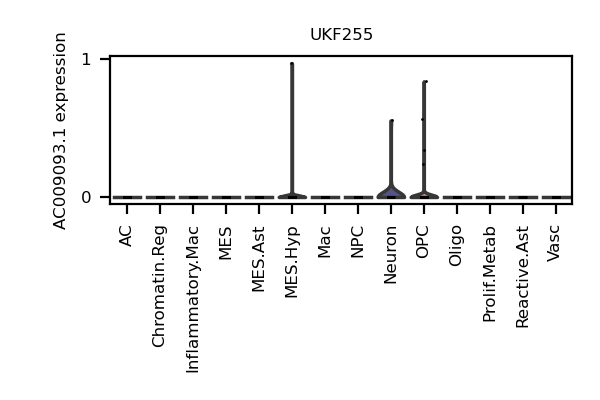 UKF255
AC009093.1 expression
1
0
AC
Chromatin.Reg
Inflammatory.Mac
MES
MES.Ast
MES.Hyp
Mac
NPC
Neuron
OPC
Oligo
Prolif.Metab
Reactive.Ast
Vasc